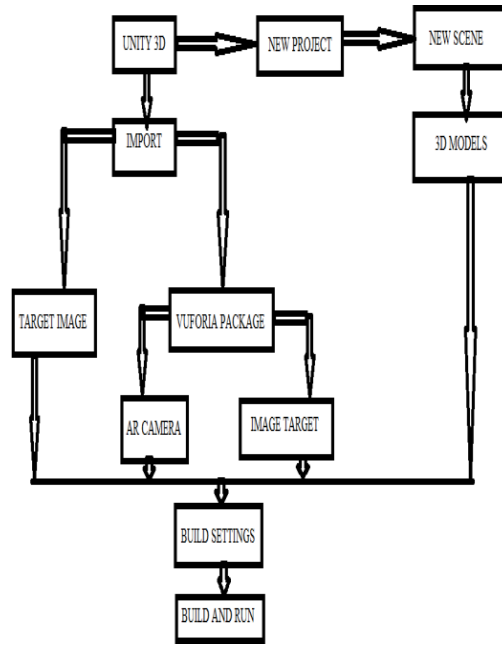 UNITY 3D
NEW PROJECT
NEW SCENE
IMPORT
3D MODELS
TARGET IMAGE
VUFORIA PACKAGE
AR CAMERA
IMAGE TARGET
BUILD SETTINGS
BUILD AND RUN